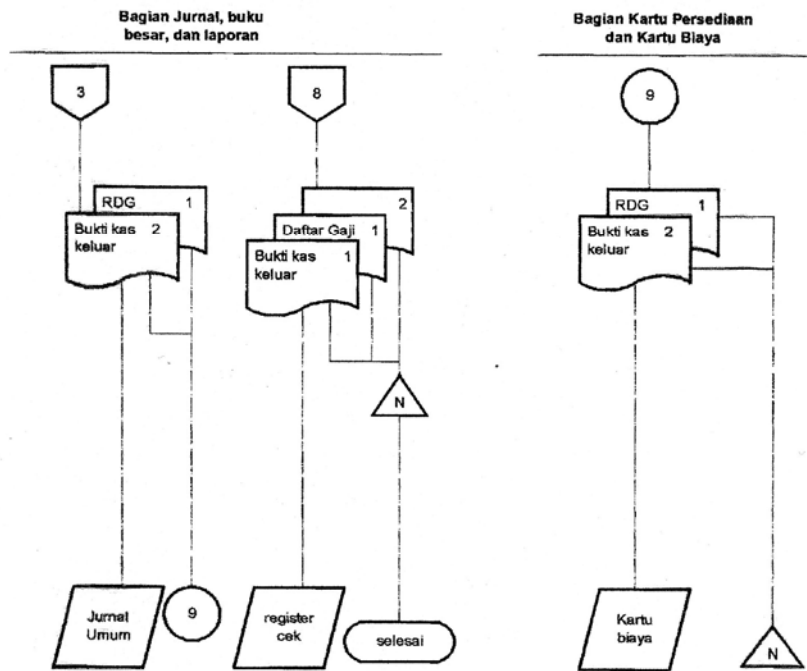 Bagian Jurnal, buku
besar, dan laporan
Bagian Kartu Persediaan
dan Kartu Biaya
3
8
9
RDG 1
Bukti kas 2
keluar
2
Daftar Gaji 1
Bukti kas 1
keluar
RDG 1
Bukti kas 2
keluar
N
Jurnal
Umum
9
register
cek
selesai
Kartu
biaya
N